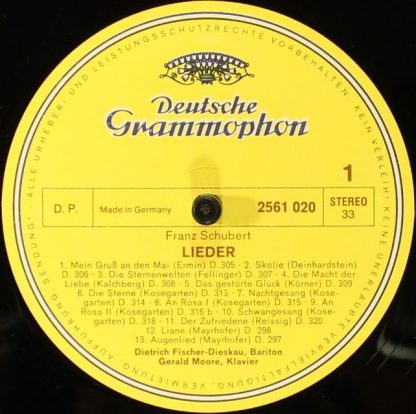 ALLE URHEBER- UND LEISTUNGSSCHUTZRECHTE VORBEHALTEN · KEIN VERLEIH! KEINE UNERLAUBTE VERVIELFÄLTIGUNG, VERMIETUNG, AUFFÜHRUNG, SENDUNG!
Deutsche
Grammophon
1
D. P. Made in Germany 2561 020 STEREO
33
Franz Schubert
LIEDER
1. Mein Gruß an den Mai (Ermin) D. 305 · 2. Skolie (Deinhardstein)
D. 306 · 3. Die Sternenwelten (Fellinger) D. 307 · 4. Die Macht der
Liebe (Kalchberg) D. 308 · 5. Das gestörte Glück (Körner) D. 309
6. Die Sterne (Kosegarten) D. 313 · 7. Nachtgesang (Kose-
garten) D. 314 · 8. An Rosa I (Kosegarten) D. 315 · 9. An
Rosa II (Kosegarten) D. 316 b · 10. Schwanengesang (Kose-
garten) D. 318 · 11. Der Zufriedene (Reissig) D. 320
12. Liane (Mayrhofer) D. 298
13. Augenlied (Mayrhofer) D. 297
Dietrich Fischer-Dieskau, Bariton
Gerald Moore, Klavier